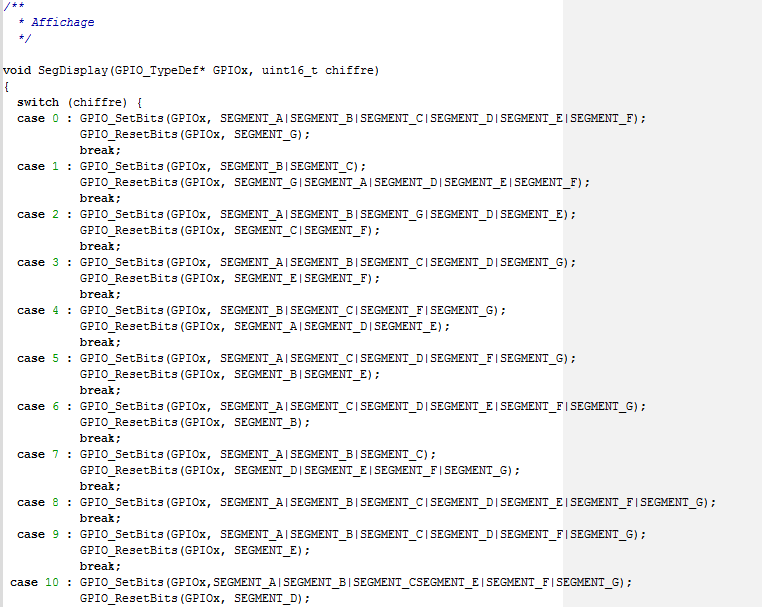 /**
 * Affichage
 */
void SegDisplay(GPIO_TypeDef* GPIOx, uint16_t chiffre)
{
  switch (chiffre) {
  case 0 : GPIO_SetBits(GPIOx, SEGMENT_A|SEGMENT_B|SEGMENT_C|SEGMENT_D|SEGMENT_E|SEGMENT_F);
           GPIO_ResetBits(GPIOx, SEGMENT_G);
           break;
  case 1 : GPIO_SetBits(GPIOx, SEGMENT_B|SEGMENT_C);
           GPIO_ResetBits(GPIOx, SEGMENT_G|SEGMENT_A|SEGMENT_D|SEGMENT_E|SEGMENT_F);
           break;
  case 2 : GPIO_SetBits(GPIOx, SEGMENT_A|SEGMENT_B|SEGMENT_G|SEGMENT_D|SEGMENT_E);
           GPIO_ResetBits(GPIOx, SEGMENT_C|SEGMENT_F);
           break;
  case 3 : GPIO_SetBits(GPIOx, SEGMENT_A|SEGMENT_B|SEGMENT_C|SEGMENT_D|SEGMENT_G);
           GPIO_ResetBits(GPIOx, SEGMENT_E|SEGMENT_F);
           break;
  case 4 : GPIO_SetBits(GPIOx, SEGMENT_B|SEGMENT_C|SEGMENT_F|SEGMENT_G);
           GPIO_ResetBits(GPIOx, SEGMENT_A|SEGMENT_D|SEGMENT_E);
           break;
  case 5 : GPIO_SetBits(GPIOx, SEGMENT_A|SEGMENT_C|SEGMENT_D|SEGMENT_F|SEGMENT_G);
           GPIO_ResetBits(GPIOx, SEGMENT_B|SEGMENT_E);
           break;
  case 6 : GPIO_SetBits(GPIOx, SEGMENT_A|SEGMENT_C|SEGMENT_D|SEGMENT_E|SEGMENT_F|SEGMENT_G);
           GPIO_ResetBits(GPIOx, SEGMENT_B);
           break;
  case 7 : GPIO_SetBits(GPIOx, SEGMENT_A|SEGMENT_B|SEGMENT_C);
           GPIO_ResetBits(GPIOx, SEGMENT_D|SEGMENT_E|SEGMENT_F|SEGMENT_G);
           break;
  case 8 : GPIO_SetBits(GPIOx, SEGMENT_A|SEGMENT_B|SEGMENT_C|SEGMENT_D|SEGMENT_E|SEGMENT_F|SEGMENT_G);
           break;
  case 9 : GPIO_SetBits(GPIOx, SEGMENT_A|SEGMENT_B|SEGMENT_C|SEGMENT_D|SEGMENT_F|SEGMENT_G);
           GPIO_ResetBits(GPIOx, SEGMENT_E);
           break;
 case 10 : GPIO_SetBits(GPIOx,SEGMENT_A|SEGMENT_B|SEGMENT_CSEGMENT_E|SEGMENT_F|SEGMENT_G);
           GPIO_ResetBits(GPIOx, SEGMENT_D);